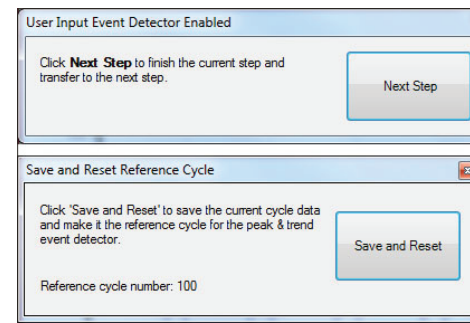 User Input Event Detector Enabled
Click Next Step to finish the current step and
transfer to the next step.
Next Step
Save and Reset Reference Cycle
Click 'Save and Reset' to save the current cycle data
and make it the reference cycle for the peak & trend
event detector.
Save and Reset
Reference cycle number: 100